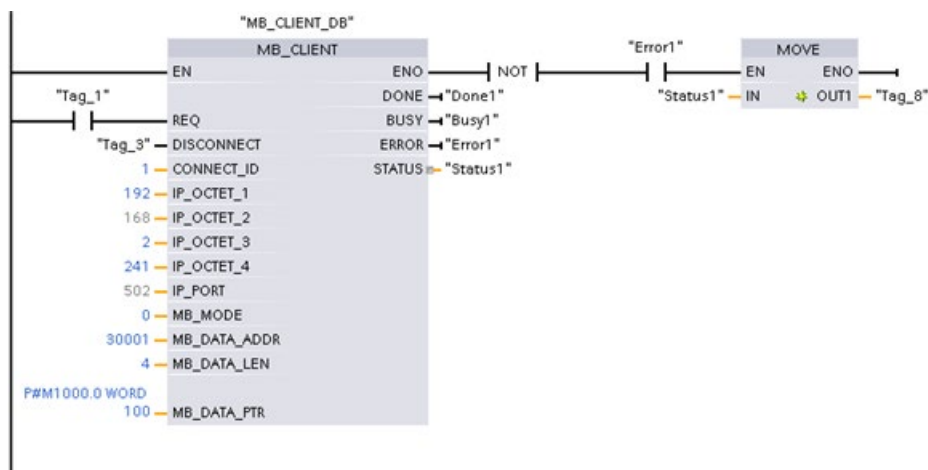 "MB_CLIENT_DB"
MB_CLIENT
"Error1"
MOVE
EN ENO NOT EN ENO
"Tag_1" DONE "Done1" "Status1" IN OUT1 "Tag_8"
REQ BUSY "Busy1"
"Tag_3" DISCONNECT ERROR "Error1"
1 CONNECT_ID STATUS "Status1"
192 IP_OCTET_1
168 IP_OCTET_2
2 IP_OCTET_3
241 IP_OCTET_4
502 IP_PORT
0 MB_MODE
30001 MB_DATA_ADDR
4 MB_DATA_LEN
P#M1000.0 WORD
100 MB_DATA_PTR